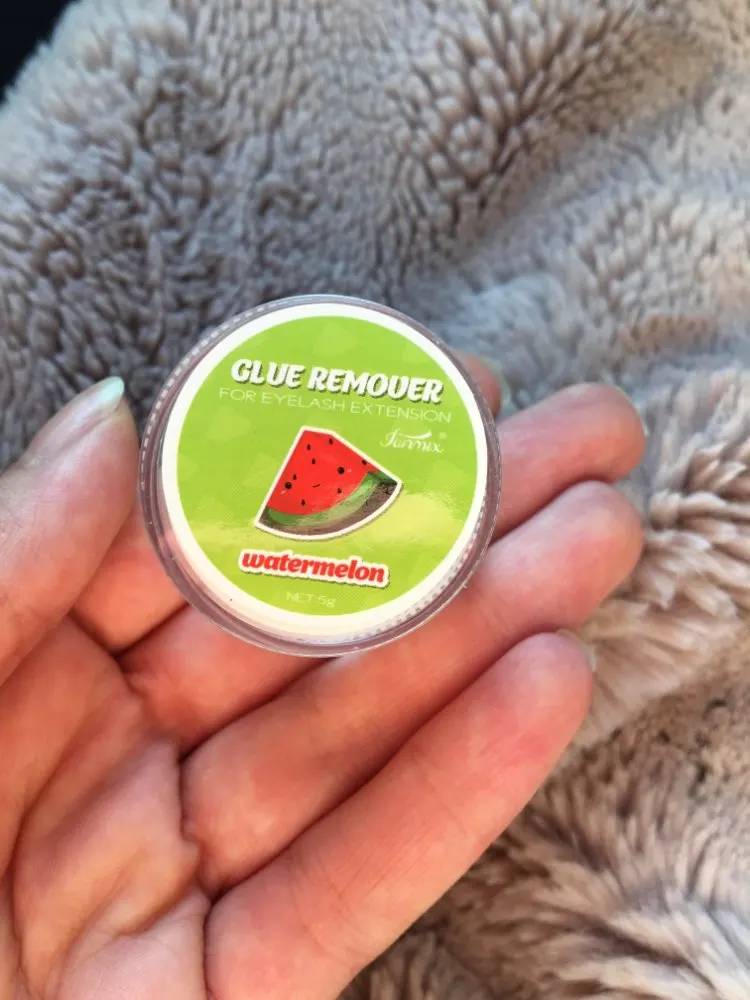 GLUE REMOVER
FOR EYELASH EXTENSION
®
watermelon
NET:5g